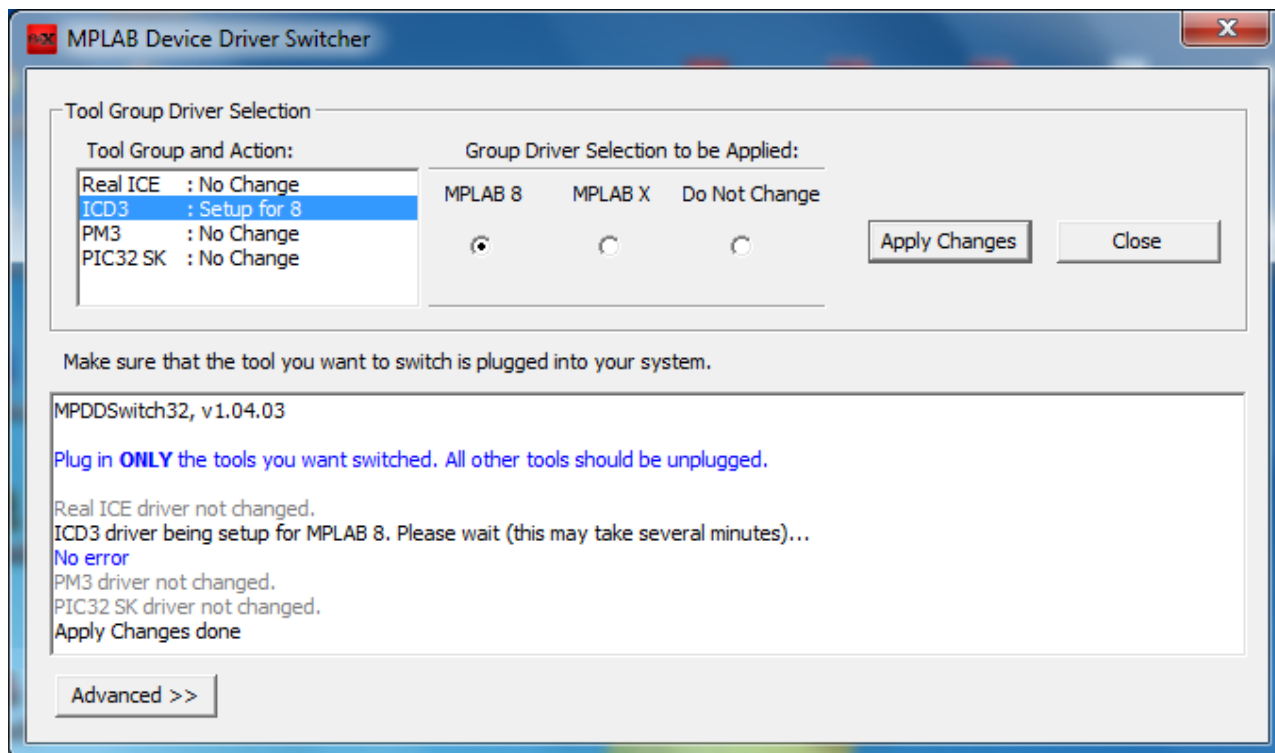 MPLAB Device Driver Switcher
Tool Group Driver Selection
Tool Group and Action:
Real ICE : No Change
ICD3 : Setup for 8
PM3 : No Change
PIC32 SK : No Change
Group Driver Selection to be Applied:
MPLAB 8 MPLAB X Do Not Change
Apply Changes Close
Make sure that the tool you want to switch is plugged into your system.
MPDDSwitch32, v1.04.03
Plug in ONLY the tools you want switched. All other tools should be unplugged.
Real ICE driver not changed.
ICD3 driver being setup for MPLAB 8. Please wait (this may take several minutes)...
No error
PM3 driver not changed.
PIC32 SK driver not changed.
Apply Changes done
Advanced >>